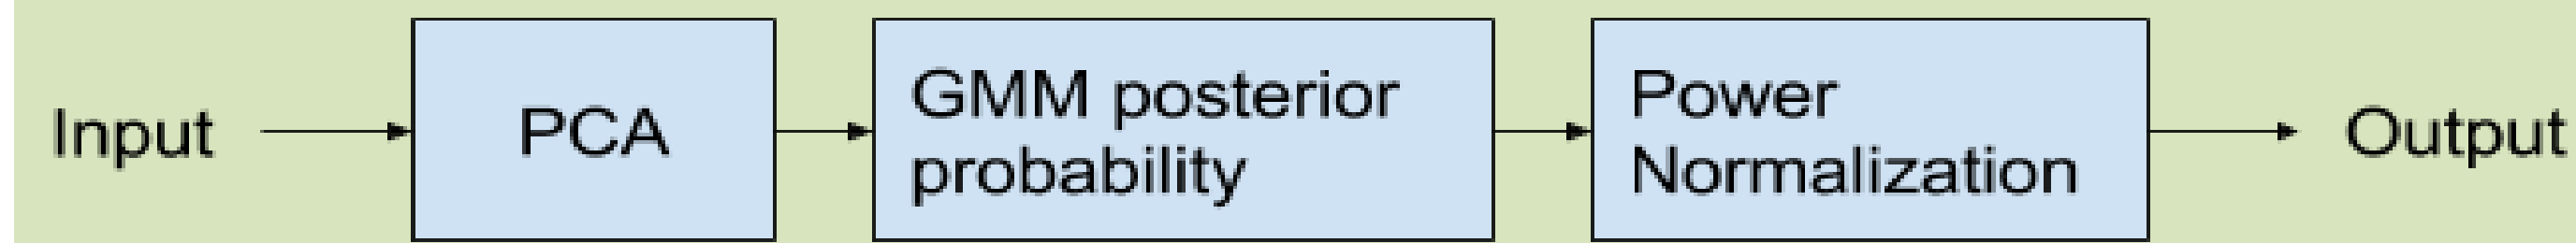 Input
PCA
GMM posterior
probability
Power
Normalization
Output